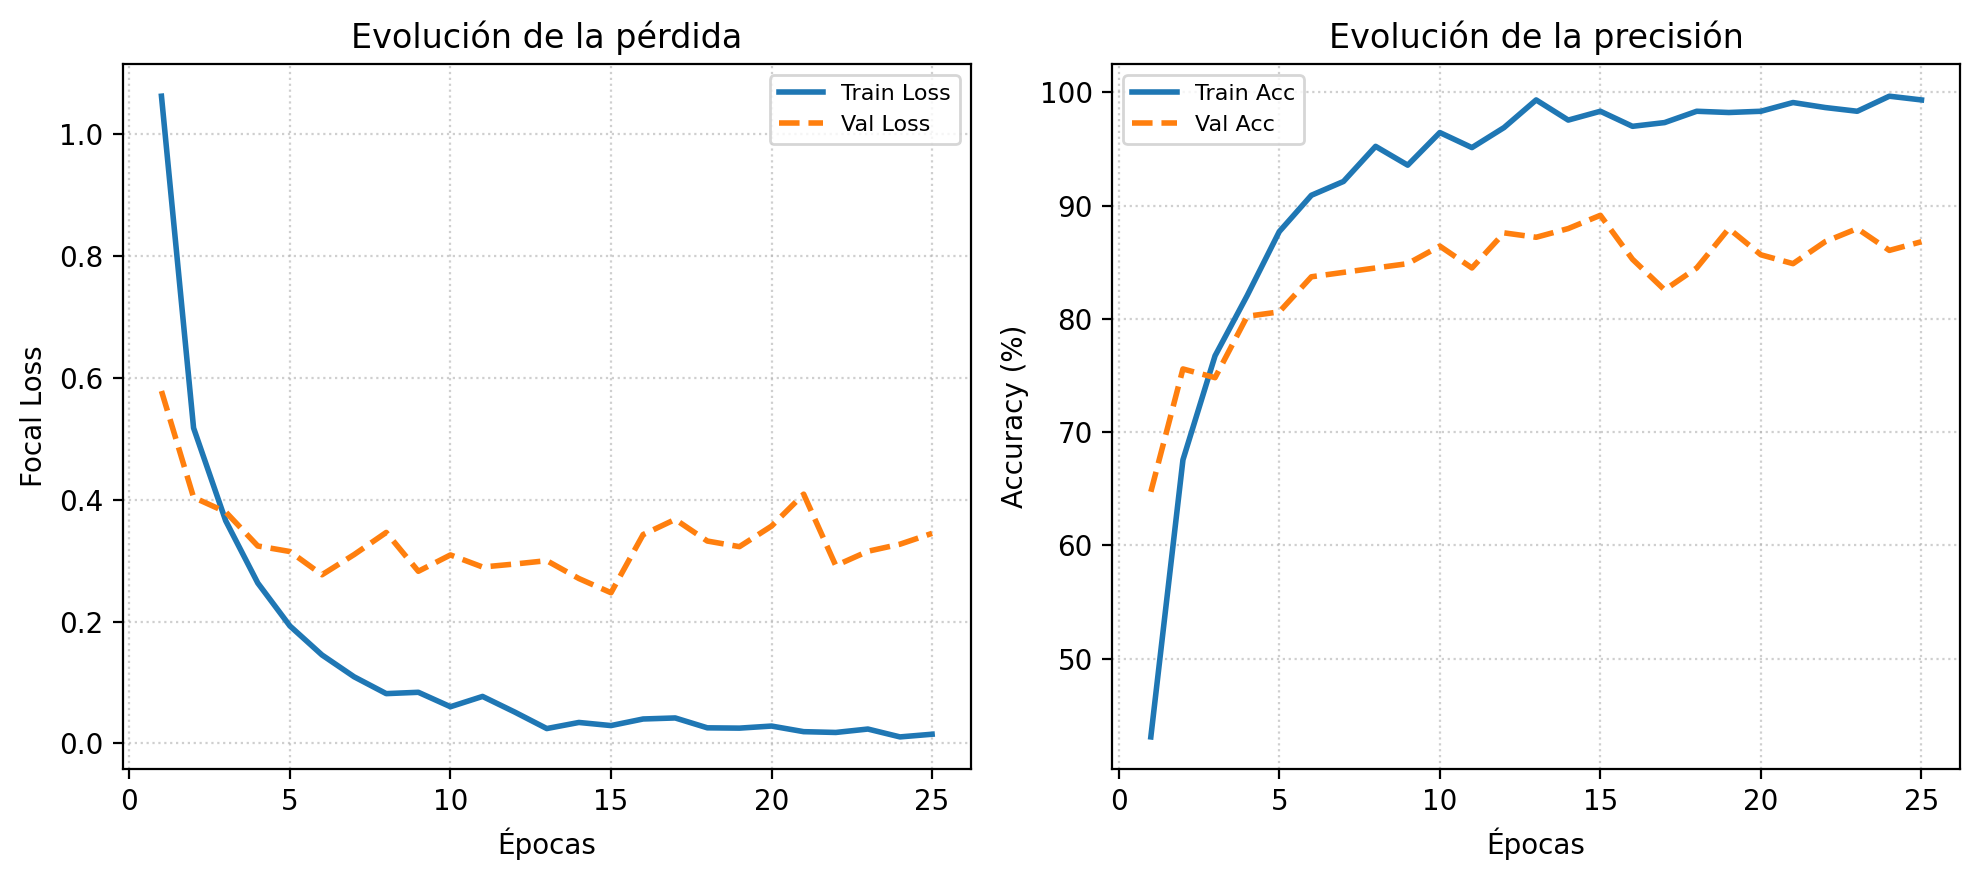 Evolución de la pérdida
Train Loss
Val Loss
1.0
0.8
0.6
0.4
0.2
0.0
Focal Loss
0 5 10 15 20 25
Épocas
Evolución de la precisión
Train Acc
Val Acc
100
90
80
70
60
50
Accuracy (%)
0 5 10 15 20 25
Épocas